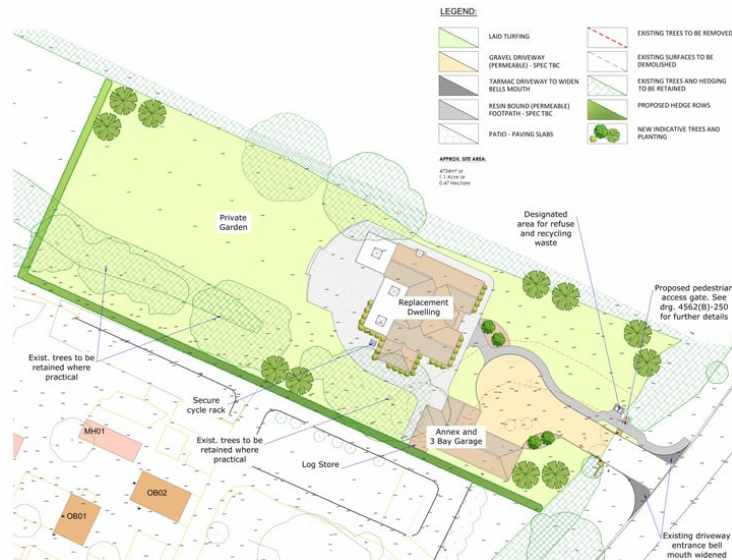 LEGEND:
LAID TURFING
GRAVEL DRIVEWAY
(PERMEABLE) - SPEC TBC
TARMAC DRIVEWAY TO WIDEN
BELLS MOUTH
RESIN BOUND (PERMEABLE)
FOOTPATH - SPEC TBC
PATIO - PAVING SLABS
EXISTING TREES TO BE REMOVED
EXISTING SURFACES TO BE
DEMOLISHED
EXISTING TREES AND HEDGING
TO BE RETAINED
PROPOSED HEDGE ROWS
NEW INDICATIVE TREES AND
PLANTING
APPROX. SITE AREA:
4734m² or
1.1 Acre or
0.47 Hectare
Private
Garden
Designated
area for refuse
and recycling
waste
Replacement
Dwelling
Proposed pedestrian
access gate. See
drg. 4562(B)-250
for further details
Exist. trees to be
retained where
practical
Secure
cycle rack
Exist. trees to be
retained where
practical
Annex and
3 Bay Garage
Log Store
MH01
OB02
OB01
Existing driveway
entrance bell
mouth widened